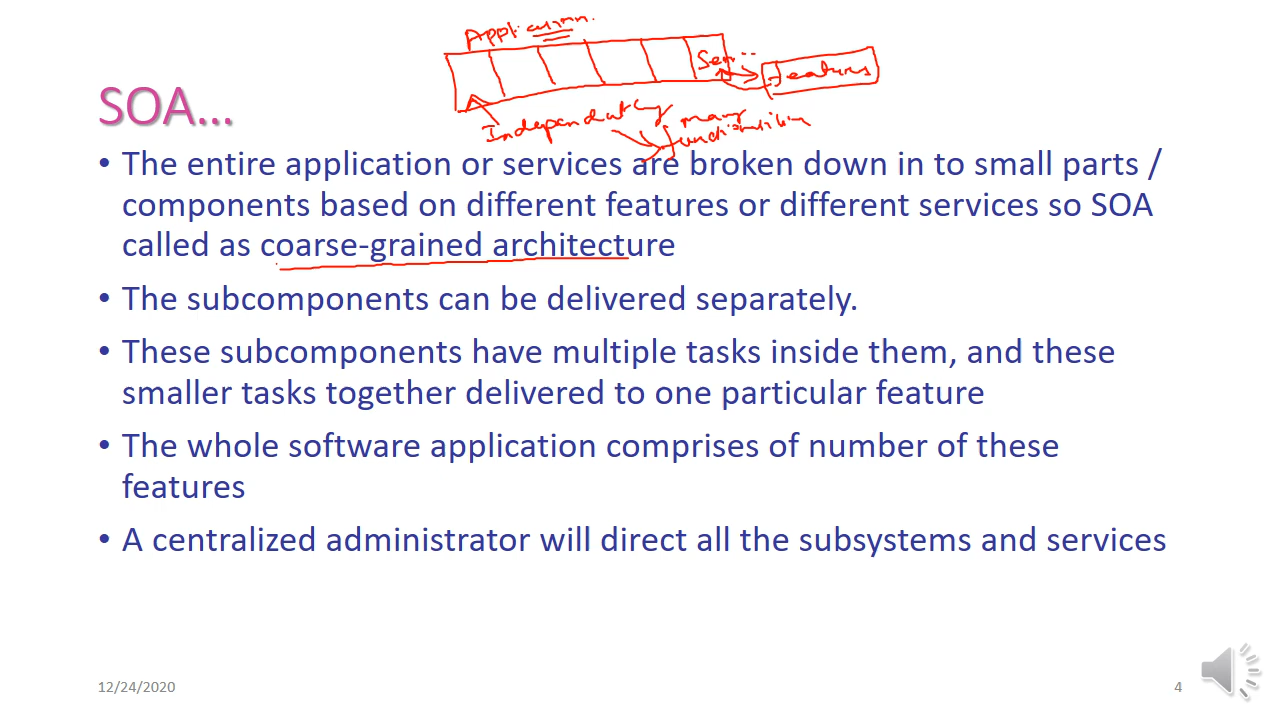 Application
Servi
features
Independently
many
functionalities
SOA...
• The entire application or services are broken down in to small parts /
components based on different features or different services so SOA
called as coarse-grained architecture
• The subcomponents can be delivered separately.
• These subcomponents have multiple tasks inside them, and these
smaller tasks together delivered to one particular feature
• The whole software application comprises of number of these
features
• A centralized administrator will direct all the subsystems and services
12/24/2020
4